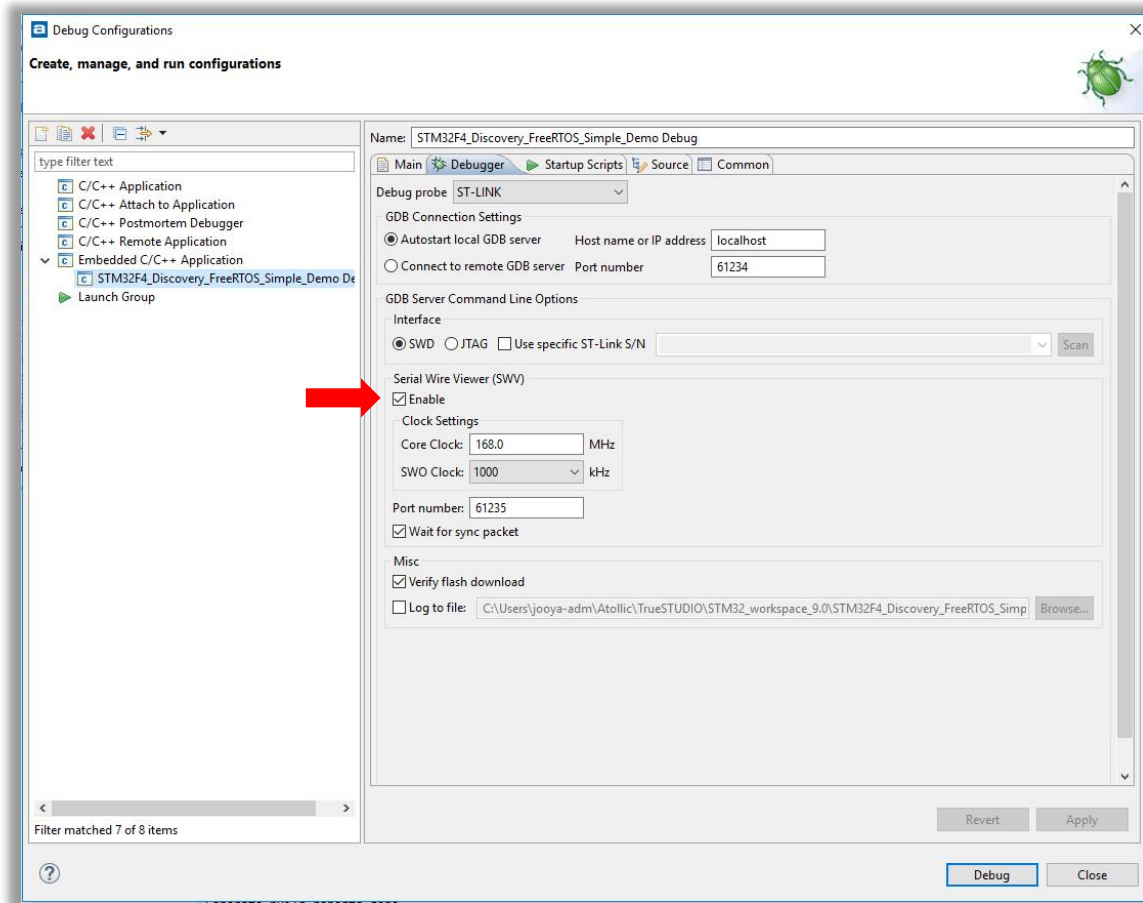 Debug Configurations
Create, manage, and run configurations
type filter text
C/C++ Application
C/C++ Attach to Application
C/C++ Postmortem Debugger
C/C++ Remote Application
Embedded C/C++ Application
STM32F4_Discovery_FreeRTOS_Simple_Demo De
Launch Group
Filter matched 7 of 8 items
Name: STM32F4_Discovery_FreeRTOS_Simple_Demo Debug
Main Debugger Startup Scripts Source Common
Debug probe ST-LINK
GDB Connection Settings
Autostart local GDB server Host name or IP address localhost
Connect to remote GDB server Port number 61234
GDB Server Command Line Options
Interface
SWD JTAG Use specific ST-Link S/N Scan
Serial Wire Viewer (SWV)
Enable
Clock Settings
Core Clock: 168.0 MHz
SWO Clock: 1000 kHz
Port number: 61235
Wait for sync packet
Misc
Verify flash download
Log to file: C:\Users\jooya-adm\Atollic\TrueSTUDIO\STM32_workspace_9.0\STM32F4_Discovery_FreeRTOS_Simp Browse...
Revert Apply
Debug Close